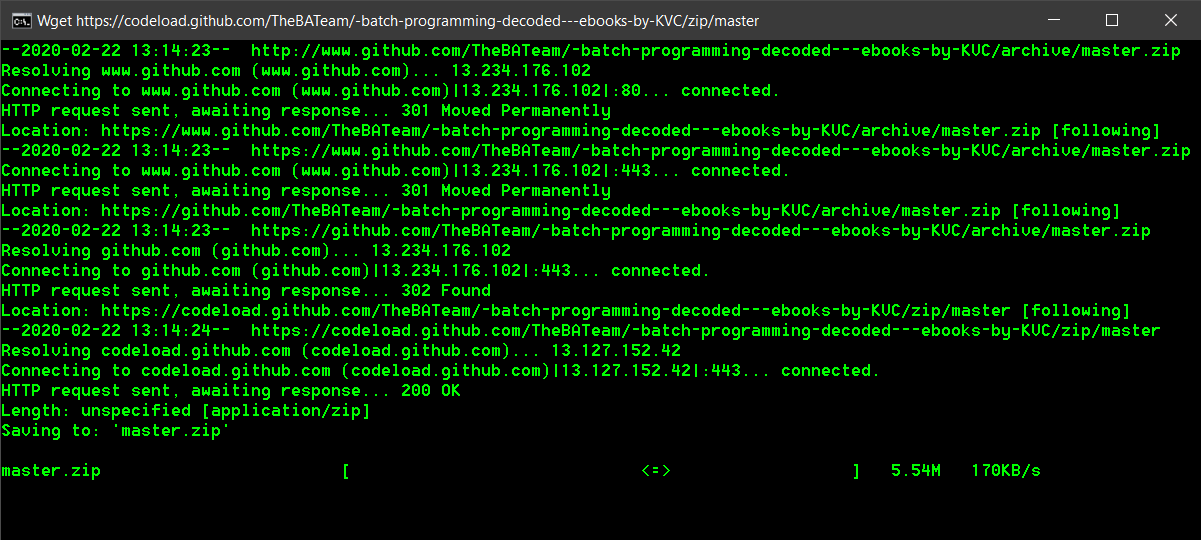 Wget https://codeload.github.com/TheBATeam/-batch-programming-decoded---ebooks-by-KVC/zip/master
--2020-02-22 13:14:23--  http://www.github.com/TheBATeam/-batch-programming-decoded---ebooks-by-KVC/archive/master.zip
Resolving www.github.com (www.github.com)... 13.234.176.102
Connecting to www.github.com (www.github.com)|13.234.176.102|:80... connected.
HTTP request sent, awaiting response... 301 Moved Permanently
Location: https://www.github.com/TheBATeam/-batch-programming-decoded---ebooks-by-KVC/archive/master.zip [following]
--2020-02-22 13:14:23--  https://www.github.com/TheBATeam/-batch-programming-decoded---ebooks-by-KVC/archive/master.zip
Connecting to www.github.com (www.github.com)|13.234.176.102|:443... connected.
HTTP request sent, awaiting response... 301 Moved Permanently
Location: https://github.com/TheBATeam/-batch-programming-decoded---ebooks-by-KVC/archive/master.zip [following]
--2020-02-22 13:14:23--  https://github.com/TheBATeam/-batch-programming-decoded---ebooks-by-KVC/archive/master.zip
Resolving github.com (github.com)... 13.234.176.102
Connecting to github.com (github.com)|13.234.176.102|:443... connected.
HTTP request sent, awaiting response... 302 Found
Location: https://codeload.github.com/TheBATeam/-batch-programming-decoded---ebooks-by-KVC/zip/master [following]
--2020-02-22 13:14:24--  https://codeload.github.com/TheBATeam/-batch-programming-decoded---ebooks-by-KVC/zip/master
Resolving codeload.github.com (codeload.github.com)... 13.127.152.42
Connecting to codeload.github.com (codeload.github.com)|13.127.152.42|:443... connected.
HTTP request sent, awaiting response... 200 OK
Length: unspecified [application/zip]
Saving to: 'master.zip'
master.zip                        [                             <=>                  ]   5.54M   170KB/s